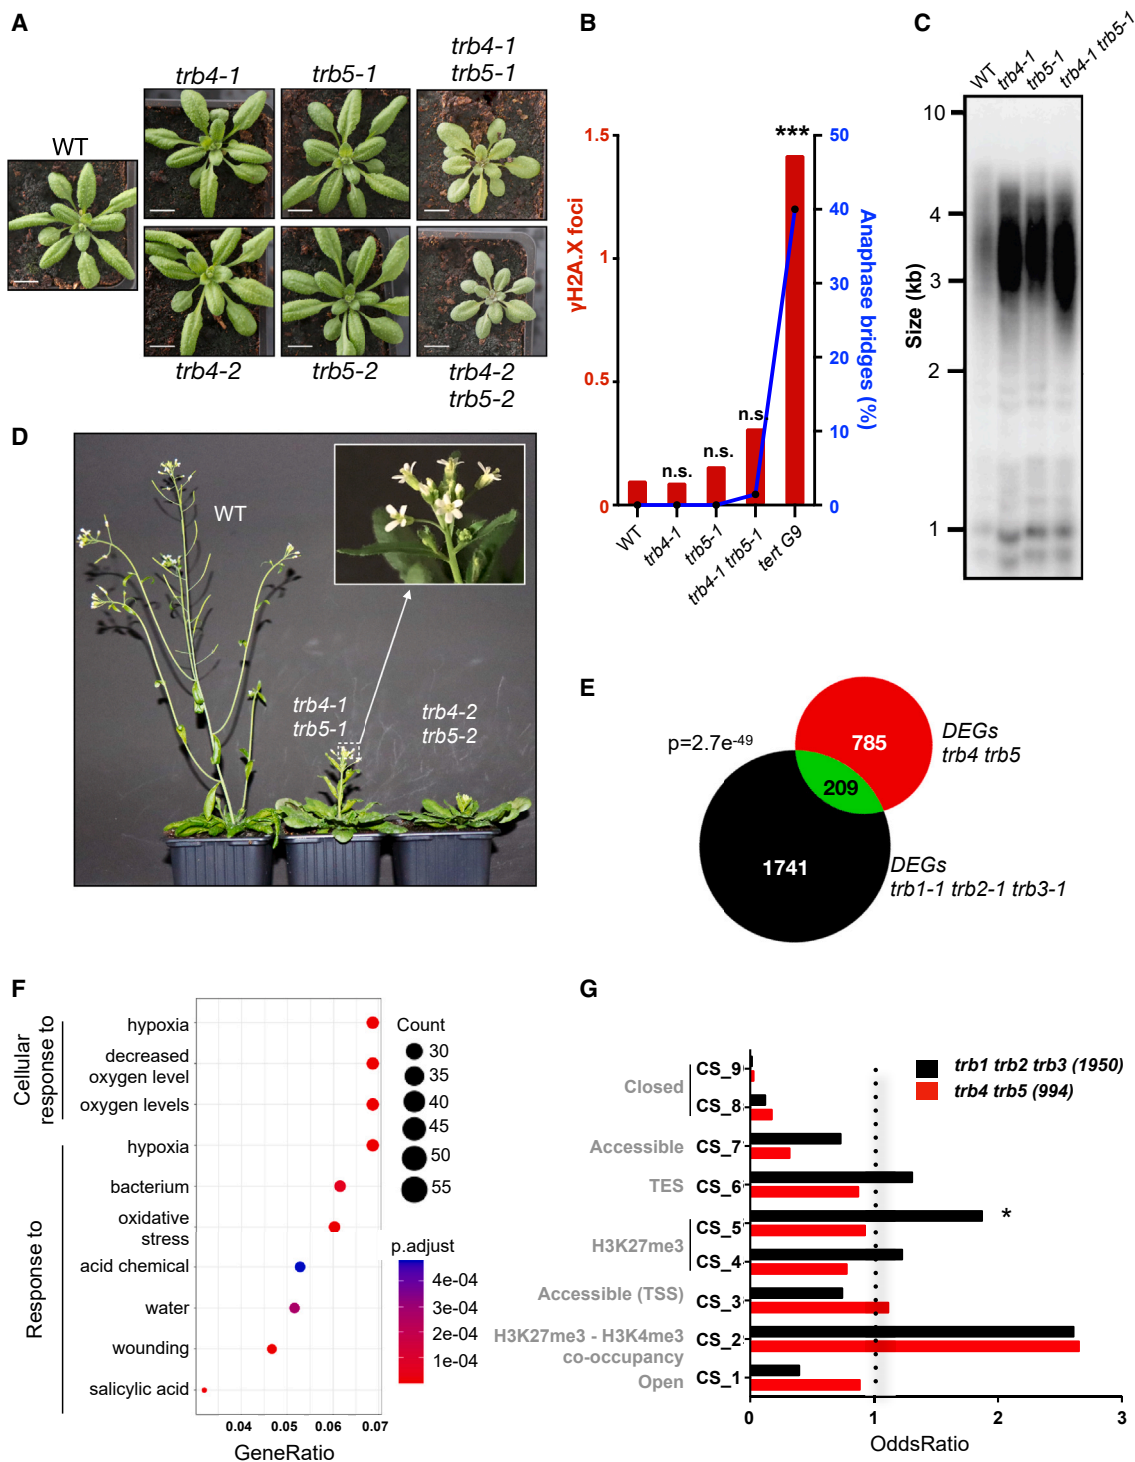 A
WT
trb4-1
trb5-1
trb4-1
trb5-1
trb4-2
trb5-2
trb4-2
trb5-2
B
γH2A.X foci
1.5
1
0.5
0
***
n.s.
n.s.
n.s.
50
40
30
20
10
0
Anaphase bridges (%)
WT
trb4-1
trb5-1
trb4-1 trb5-1
tert G9
C
WT
trb4-1
trb5-1
trb4-1 trb5-1
Size (kb)
10
4
3
2
1
D
WT
trb4-1
trb5-1
trb4-2
trb5-2
E
p=2.7e-49
785
209
1741
DEGs
trb4 trb5
DEGs
trb1-1 trb2-1 trb3-1
F
Cellular
response to
hypoxia
decreased
oxygen level
oxygen levels
Response to
hypoxia
bacterium
oxidative
stress
acid chemical
water
wounding
salicylic acid
0.04 0.05 0.06 0.07
GeneRatio
Count
30
35
40
45
50
55
p.adjust
4e-04
3e-04
2e-04
1e-04
G
trb1 trb2 trb3 (1950)
trb4 trb5 (994)
Closed
CS_9
CS_8
Accessible CS_7
TES CS_6
H3K27me3
CS_5
*
CS_4
Accessible (TSS) CS_3
H3K27me3 - H3K4me3
co-occupancy
CS_2
Open CS_1
0 1 2 3
OddsRatio